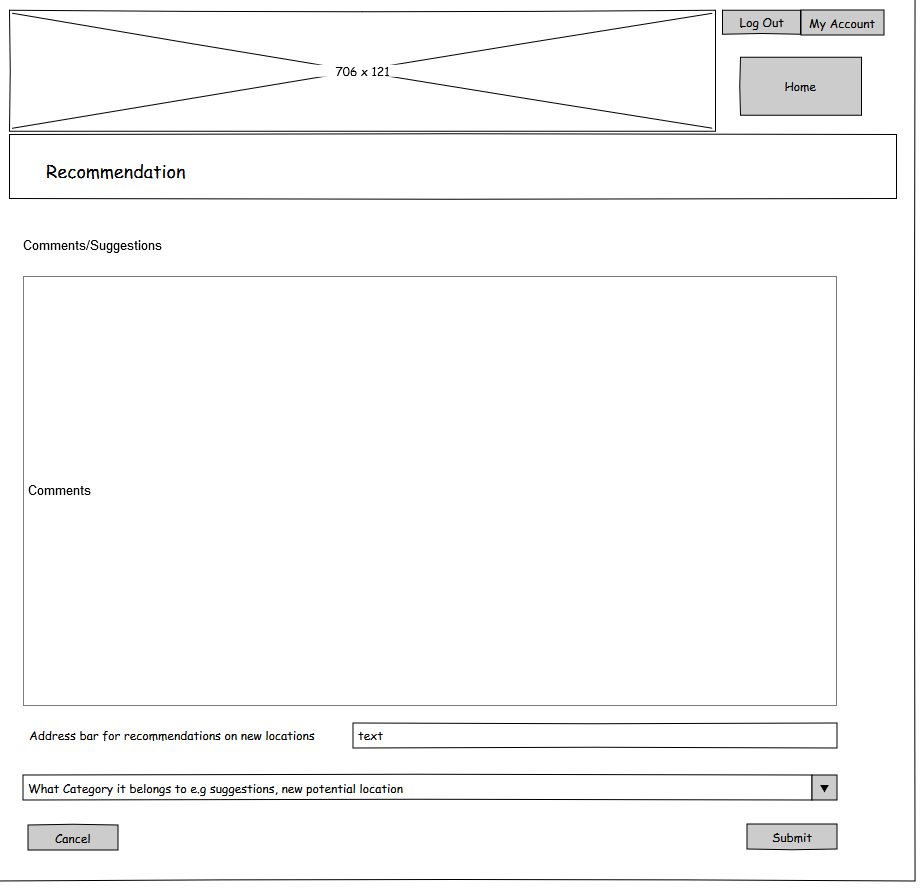 Log Out
My Account
706 x 121
Home
Recommendation
Comments/Suggestions
Comments
Address bar for recommendations on new locations
text
What Category it belongs to e.g suggestions, new potential location
Cancel
Submit